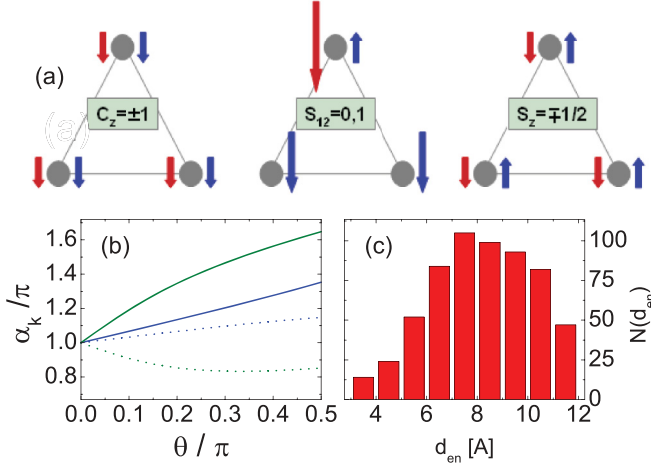 (a)
(a)
C_z=±1
S_12=0,1
S_z=∓1/2
(b)
1.6
1.4
1.2
1.0
0.8
α_k /π
0.0 0.1 0.2 0.3 0.4 0.5
θ / π
(c)
100
75
50
25
0
N(d_en)
4 6 8 10 12
d_en [A]